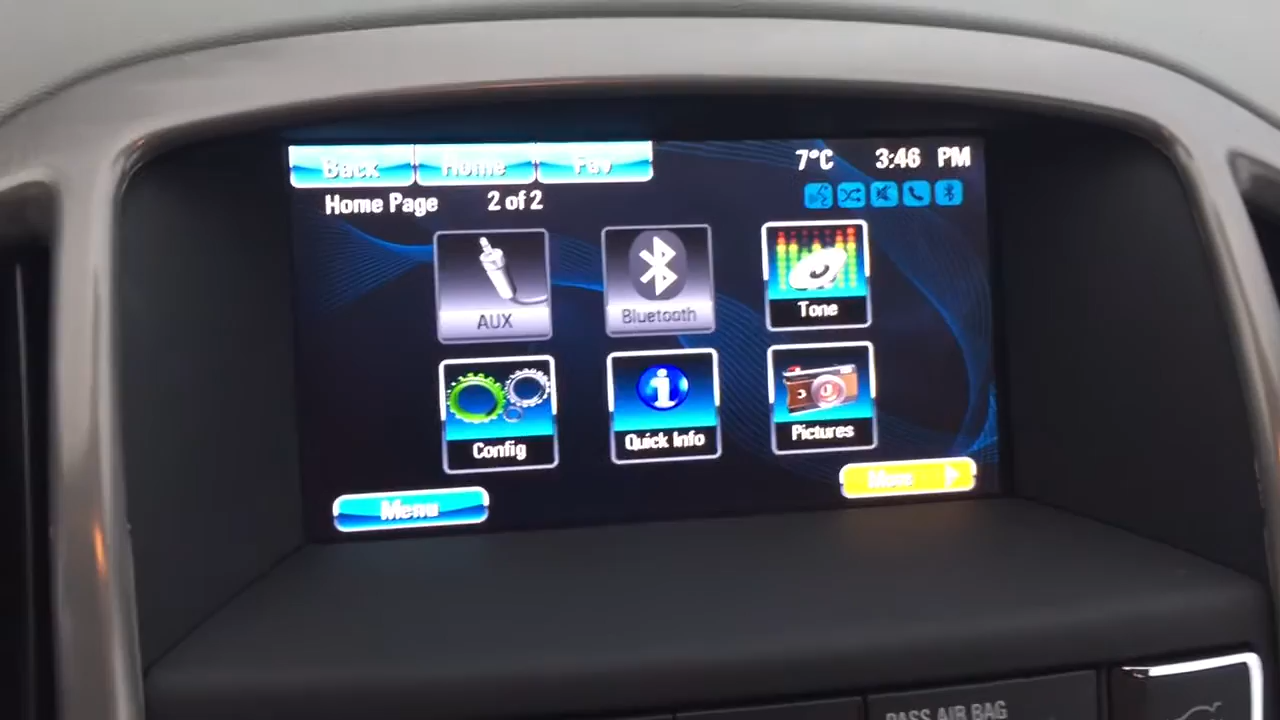 Back Home Fav 7°C 3:46 PM
Home Page 2 of 2
AUX Bluetooth Tone
Config Quick Info Pictures
Menu More
PASS AIR BAG